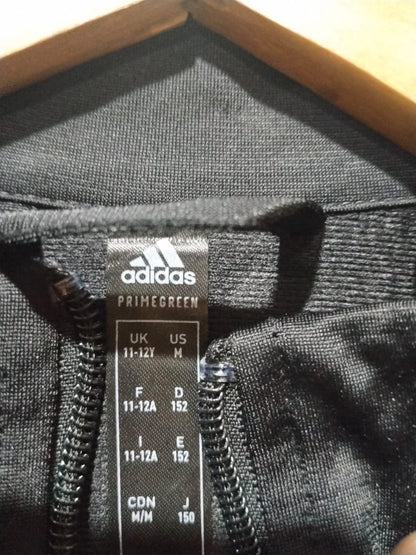 adidas
PRIMEGREEN
UK US
11-12Y M
F D
11-12A 152
I E
11-12A 152
CDN J
M/M 150